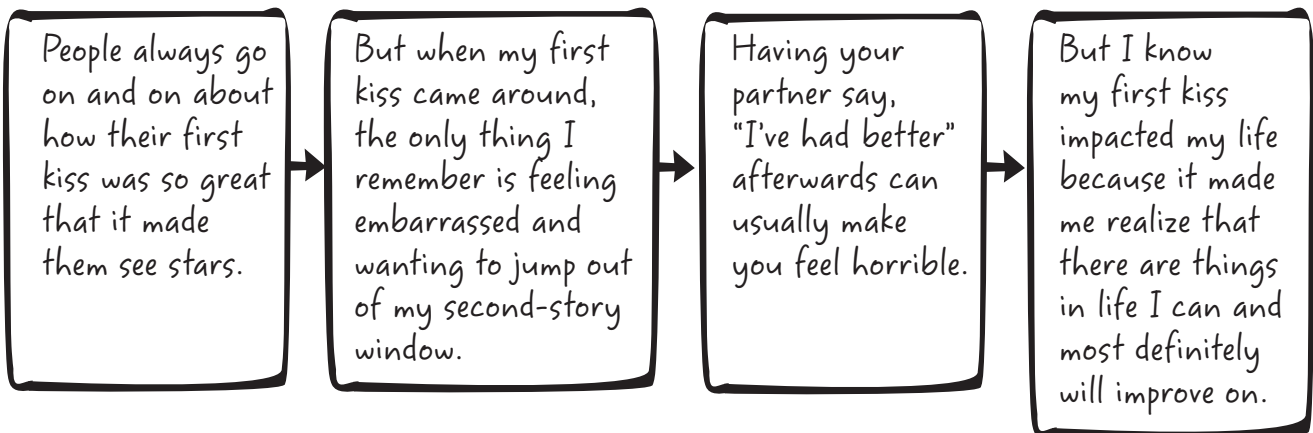 People always go
on and on about
how their first
kiss was so great
that it made
them see stars.
But when my first
kiss came around,
the only thing I
remember is feeling
embarrassed and
wanting to jump out
of my second-story
window.
Having your
partner say,
“I’ve had better”
afterwards can
usually make
you feel horrible.
But I know
my first kiss
impacted my life
because it made
me realize that
there are things
in life I can and
most definitely
will improve on.